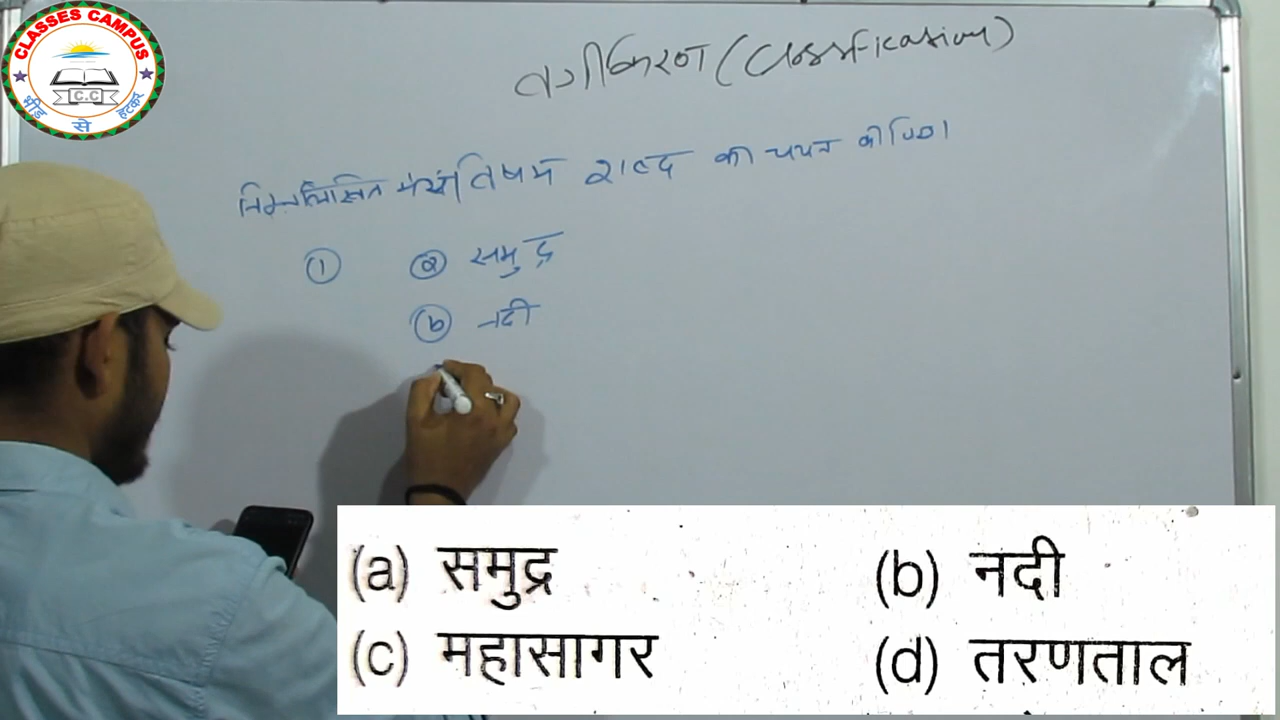 CLASSES CAMPUS
C.C
भीड़ से हटकर
वर्गीकरण (Classification)
निम्नलिखित में से विषम शब्द का चयन कीजिए।
1 a समुद्र
b नदी
(a) समुद्र (b) नदी
(c) महासागर (d) तरणताल